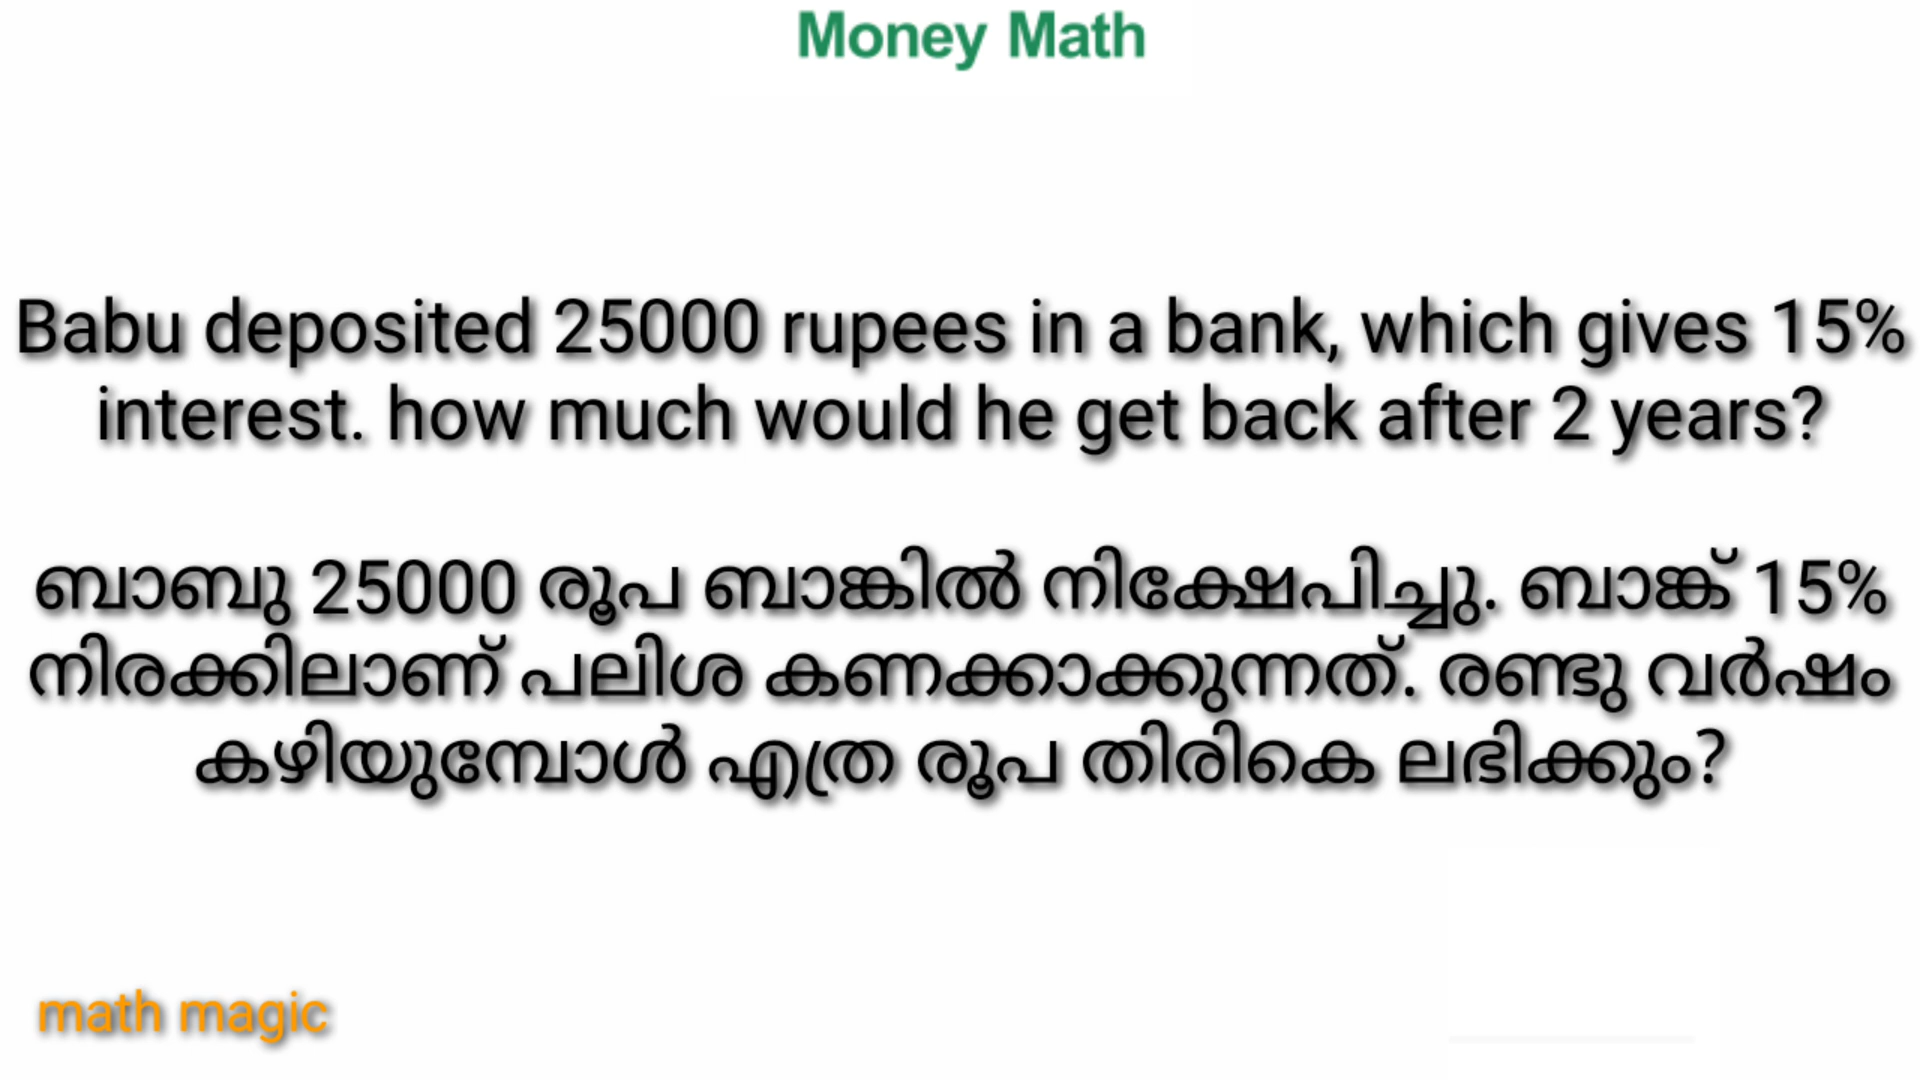 Money Math
Babu deposited 25000 rupees in a bank, which gives 15%
interest. how much would he get back after 2 years?
ബാബു 25000 രൂപ ബാങ്കിൽ നിക്ഷേപിച്ചു. ബാങ്ക് 15%
നിരക്കിലാണ് പലിശ കണക്കാക്കുന്നത്. രണ്ടു വർഷം
കഴിയുമ്പോൾ എത്ര രൂപ തിരികെ ലഭിക്കും?
math magic